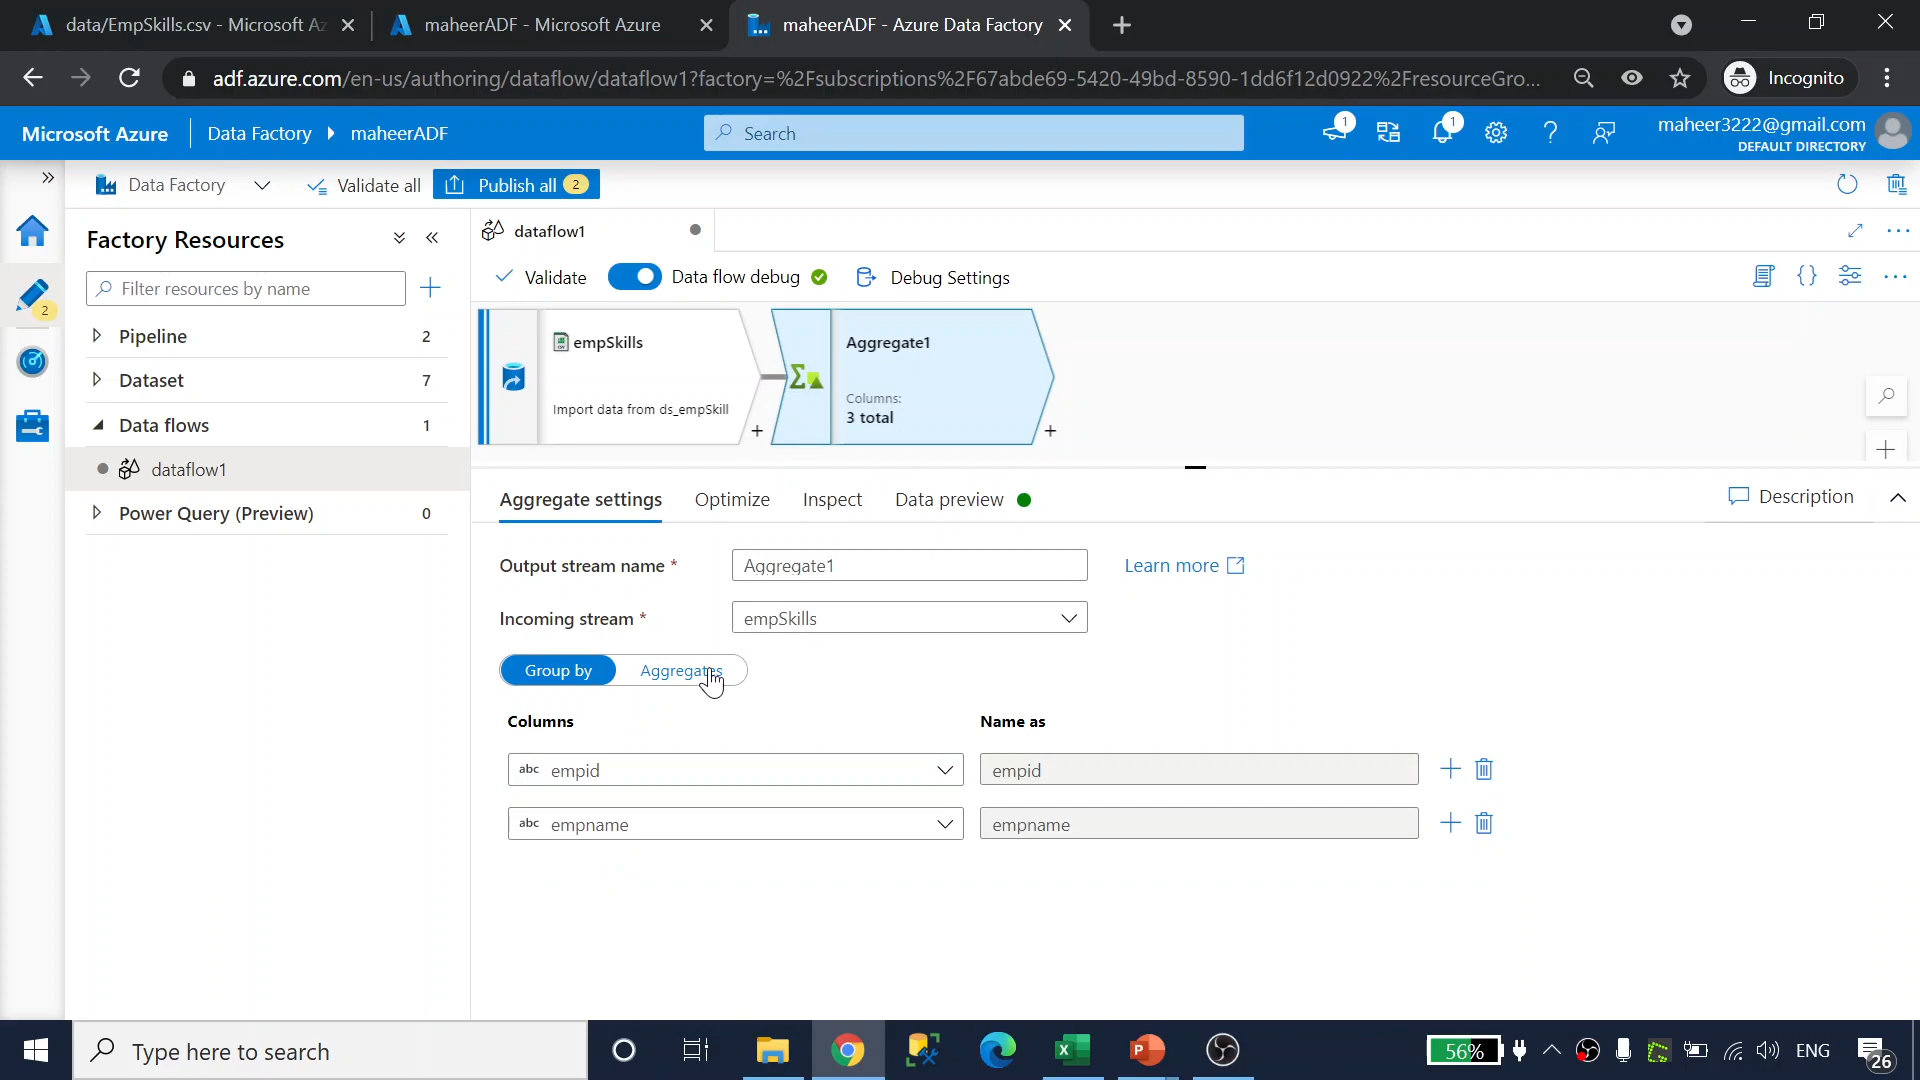 data/EmpSkills.csv - Microsoft Az
maheerADF - Microsoft Azure
maheerADF - Azure Data Factory
adf.azure.com/en-us/authoring/dataflow/dataflow1?factory=%2Fsubscriptions%2F67abde69-5420-49bd-8590-1dd6f12d0922%2FresourceGro...
Incognito
Microsoft Azure
Data Factory
maheerADF
Search
1
1
maheer3222@gmail.com
DEFAULT DIRECTORY
Data Factory
Validate all
Publish all 2
Factory Resources
dataflow1
Validate
Data flow debug
Debug Settings
Filter resources by name
2
Pipeline 2
Dataset 7
Data flows 1
dataflow1
Power Query (Preview) 0
empSkills
Import data from ds_empSkill
Aggregate1
Columns:
3 total
Aggregate settings
Optimize
Inspect
Data preview
Description
Output stream name *
Aggregate1
Learn more
Incoming stream *
empSkills
Group by
Aggregates
Columns
Name as
abc empid
empid
abc empname
empname
Type here to search
56%
ENG
26